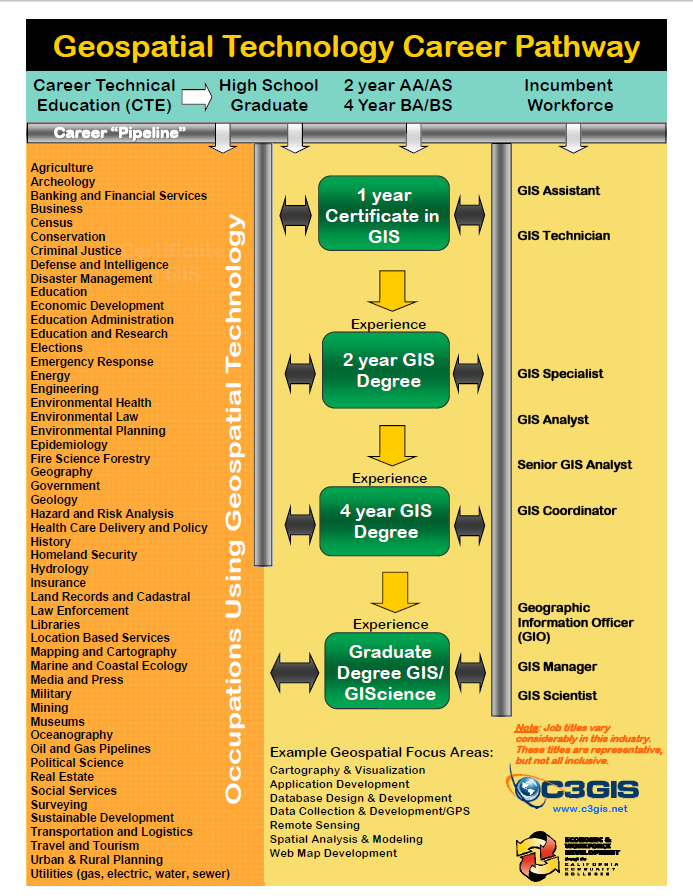 Geospatial Technology Career Pathway
Career Technical
Education (CTE)
High School
Graduate
2 year AA/AS
4 Year BA/BS
Incumbent
Workforce
Career "Pipeline"
Agriculture
Archeology
Banking and Financial Services
Business
Census
Conservation
Criminal Justice
Defense and Intelligence
Disaster Management
Education
Economic Development
Education Administration
Education and Research
Elections
Emergency Response
Energy
Engineering
Environmental Health
Environmental Law
Environmental Planning
Epidemiology
Fire Science Forestry
Geography
Government
Geology
Hazard and Risk Analysis
Health Care Delivery and Policy
History
Homeland Security
Hydrology
Insurance
Land Records and Cadastral
Law Enforcement
Libraries
Location Based Services
Mapping and Cartography
Marine and Coastal Ecology
Media and Press
Military
Mining
Museums
Oceanography
Oil and Gas Pipelines
Political Science
Real Estate
Social Services
Surveying
Sustainable Development
Transportation and Logistics
Travel and Tourism
Urban & Rural Planning
Utilities (gas, electric, water, sewer)
Occupations Using Geospatial Technology
1 year
Certificate in
GIS
Experience
2 year GIS
Degree
Experience
4 year GIS
Degree
Experience
Graduate
Degree GIS/
GIScience
Example Geospatial Focus Areas:
Cartography & Visualization
Application Development
Database Design & Development
Data Collection & Development/GPS
Remote Sensing
Spatial Analysis & Modeling
Web Map Development
GIS Assistant
GIS Technician
GIS Specialist
GIS Analyst
Senior GIS Analyst
GIS Coordinator
Geographic
Information Officer
(GIO)
GIS Manager
GIS Scientist
Note: Job titles vary
considerably in this industry.
These titles are representative,
but not all inclusive.
C3GIS
www.c3gis.net
ECONOMIC &
WORKFORCE
DEVELOPMENT
through the
CALIFORNIA
COMMUNITY
COLLEGES